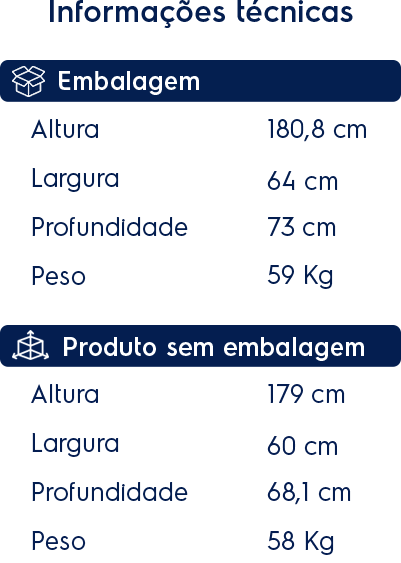 Informações técnicas
Embalagem
Altura 180,8 cm
Largura 64 cm
Profundidade 73 cm
Peso 59 Kg
Produto sem embalagem
Altura 179 cm
Largura 60 cm
Profundidade 68,1 cm
Peso 58 Kg